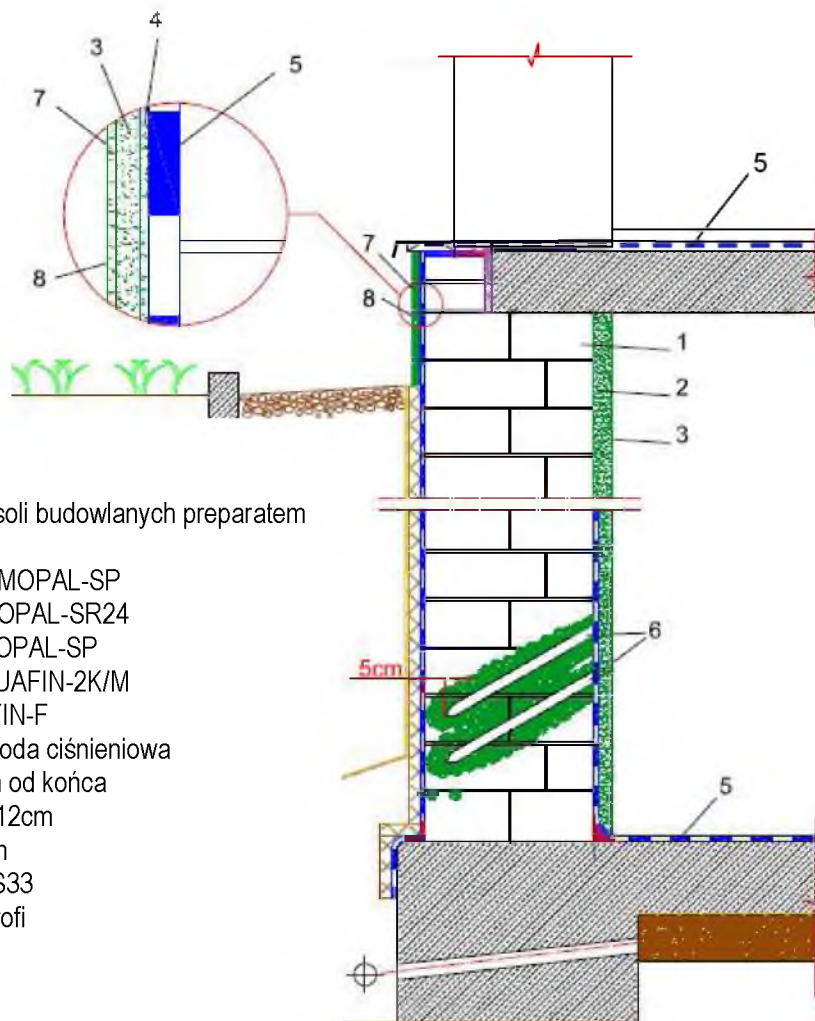 4
3
5
7
5
7
8
8
1
2
3
soli budowlanych preparatem
MOPAL-SP
OPAL-SR24
OPAL-SP
UAFIN-2K/M
TIN-F
oda ciśnieniowa
od końca
12cm
S33
rofi
6
5cm
5